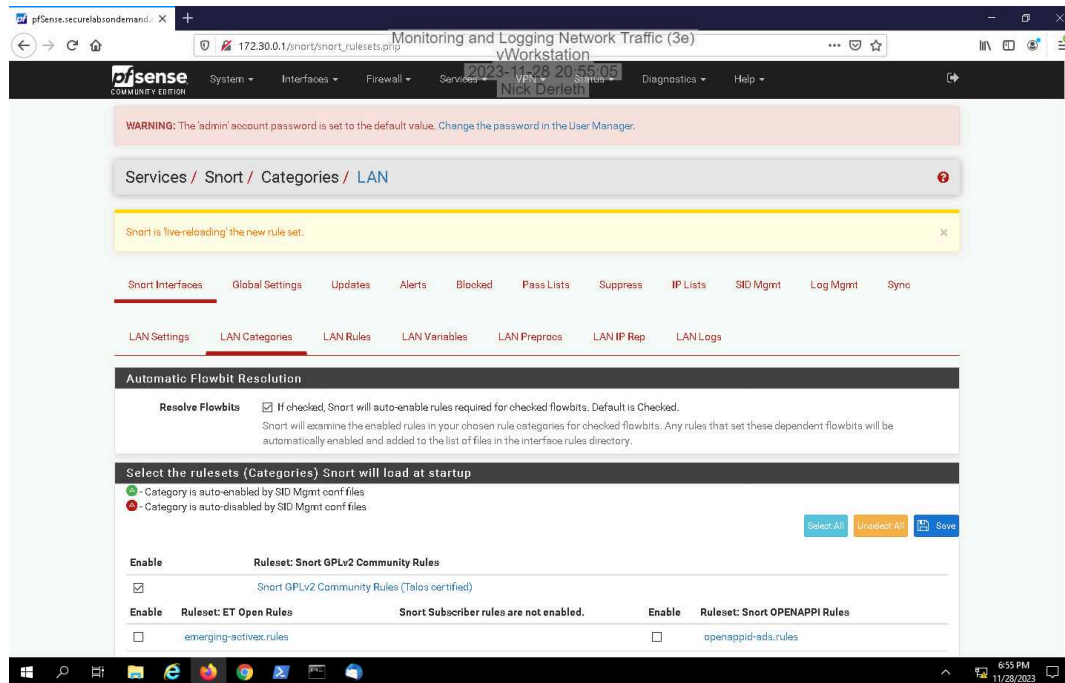 pfSense.securelabsondemand.
172.30.0.1/snort/snort_rulesets.php
Monitoring and Logging Network Traffic (3e)
vWorkstation
2023-11-28 20:55:05
Nick Derleth
pfsense
COMMUNITY EDITION
System
Interfaces
Firewall
Services
VPN
Status
Diagnostics
Help
WARNING: The 'admin' account password is set to the default value. Change the password in the User Manager.
Services / Snort / Categories / LAN
Snort is 'live-reloading' the new rule set.
Snort Interfaces Global Settings Updates Alerts Blocked Pass Lists Suppress IP Lists SID Mgmt Log Mgmt Sync
LAN Settings LAN Categories LAN Rules LAN Variables LAN Preprocs LAN IP Rep LAN Logs
Automatic Flowbit Resolution
Resolve Flowbits If checked, Snort will auto-enable rules required for checked flowbits. Default is Checked.
Snort will examine the enabled rules in your chosen rule categories for checked flowbits. Any rules that set these dependent flowbits will be
automatically enabled and added to the list of files in the interface rules directory.
Select the rulesets (Categories) Snort will load at startup
- Category is auto-enabled by SID Mgmt conf files
- Category is auto-disabled by SID Mgmt conf files
Select All Unselect All Save
Enable Ruleset: Snort GPLv2 Community Rules
Snort GPLv2 Community Rules (Talos certified)
Enable Ruleset: ET Open Rules Snort Subscriber rules are not enabled. Enable Ruleset: Snort OPENAPPID Rules
emerging-activex.rules openappid-ads.rules
6:55 PM
11/28/2023